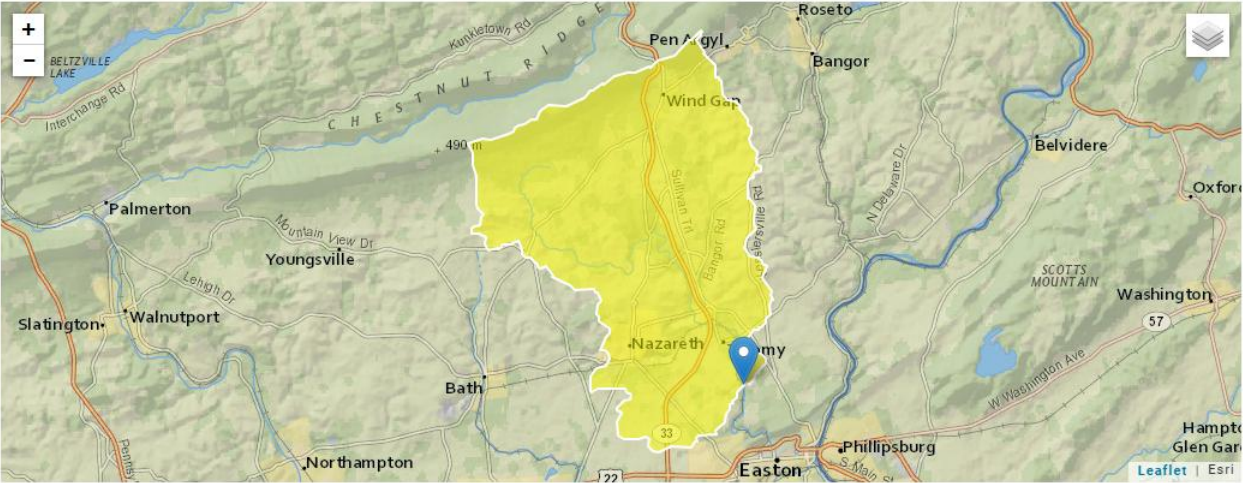 +
−
BELTZVILLE
LAKE
Interchange Rd
Kunkletown Rd
CHESTNUT RIDGE
Pen Argyl
Roseto
Bangor
Wind Gap
+ 490 m
Belvidere
Palmerton
Mountain View Dr
Youngsville
Sullivan Trl
Bangor Rd
N Delaware Dr
Oxford
SCOTTS
MOUNTAIN
Lehigh Dr
Slatington
Walnutport
Washington
57
Nazareth
W Washington Ave
Bath
33
Northampton
22
Easton
Phillipsburg
S Main St
Hampt
Glen Gar
Leaflet | Esri